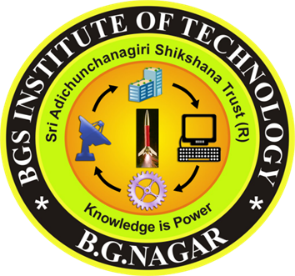 BGS INSTITUTE OF TECHNOLOGY
Sri Adichunchanagiri Shikshana Trust (R)
Knowledge is Power
* B.G.NAGAR *